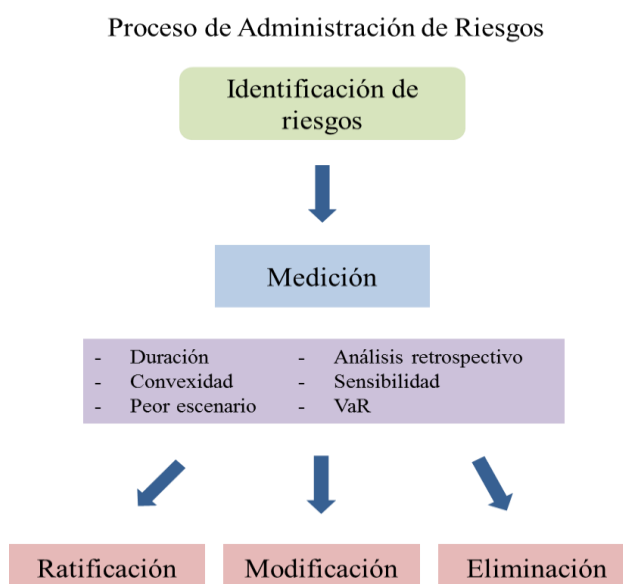 Proceso de Administración de Riesgos
Identificación de
riesgos
Medición
- Duración
- Convexidad
- Peor escenario
- Análisis retrospectivo
- Sensibilidad
- VaR
Ratificación
Modificación
Eliminación